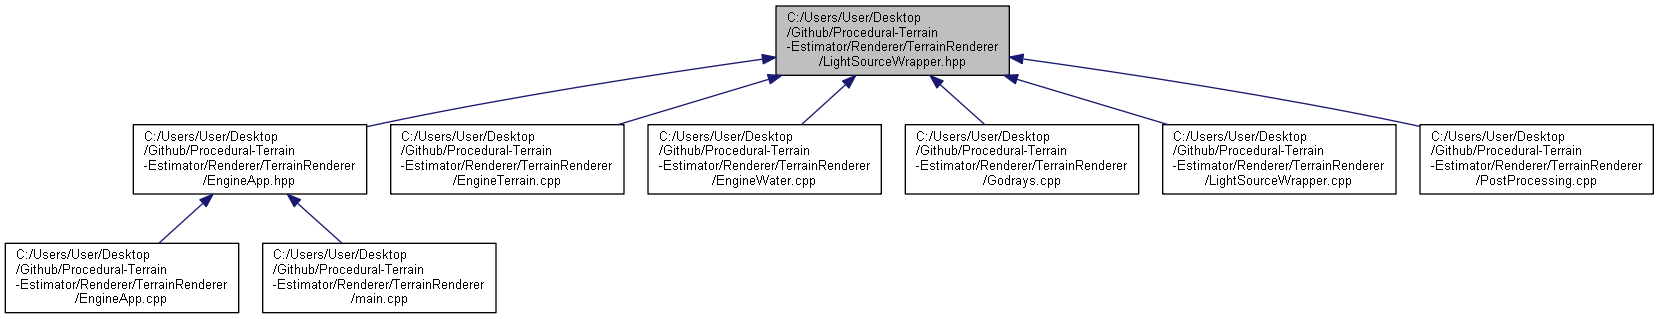 C:/Users/User/Desktop
/Github/Procedural-Terrain
-Estimator/Renderer/TerrainRenderer
/LightSourceWrapper.hpp
C:/Users/User/Desktop
/Github/Procedural-Terrain
-Estimator/Renderer/TerrainRenderer
/EngineApp.hpp
C:/Users/User/Desktop
/Github/Procedural-Terrain
-Estimator/Renderer/TerrainRenderer
/EngineTerrain.cpp
C:/Users/User/Desktop
/Github/Procedural-Terrain
-Estimator/Renderer/TerrainRenderer
/EngineWater.cpp
C:/Users/User/Desktop
/Github/Procedural-Terrain
-Estimator/Renderer/TerrainRenderer
/Godrays.cpp
C:/Users/User/Desktop
/Github/Procedural-Terrain
-Estimator/Renderer/TerrainRenderer
/LightSourceWrapper.cpp
C:/Users/User/Desktop
/Github/Procedural-Terrain
-Estimator/Renderer/TerrainRenderer
/PostProcessing.cpp
C:/Users/User/Desktop
/Github/Procedural-Terrain
-Estimator/Renderer/TerrainRenderer
/EngineApp.cpp
C:/Users/User/Desktop
/Github/Procedural-Terrain
-Estimator/Renderer/TerrainRenderer
/main.cpp